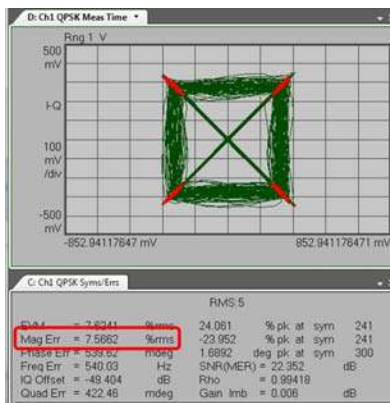 D: Ch1 QPSK Meas Time
Rng 1 V
500
mV
I-Q
100
mV
/div
-500
mV
-852.94117647 mV 852.941176471 mV
C: Ch1 QPSK Syms/Errs
RMS:5
EVM = 7.6241 %rms 24.061 % pk at sym 241
Mag Err = 7.5662 %rms -23.952 % pk at sym 241
Phase Err = 539.62 mdeg 1.6892 deg pk at sym 300
Freq Err = 540.03 Hz SNR(MER) = 22.352 dB
IQ Offset = -49.404 dB Rho = 0.99418
Quad Err = 422.46 mdeg Gain Imb = 0.006 dB